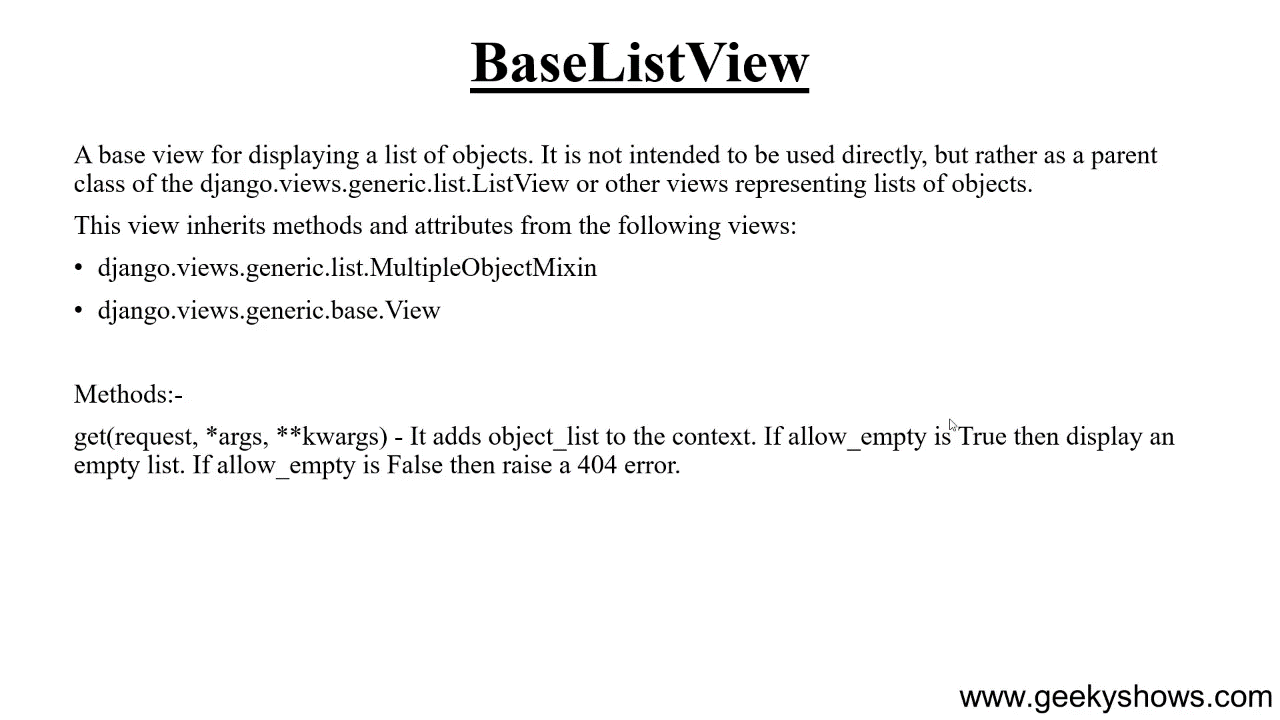 BaseListView
A base view for displaying a list of objects. It is not intended to be used directly, but rather as a parent
class of the django.views.generic.list.ListView or other views representing lists of objects.
This view inherits methods and attributes from the following views:
• django.views.generic.list.MultipleObjectMixin
• django.views.generic.base.View
Methods:-
get(request, *args, **kwargs) - It adds object_list to the context. If allow_empty is True then display an
empty list. If allow_empty is False then raise a 404 error.
www.geekyshows.com